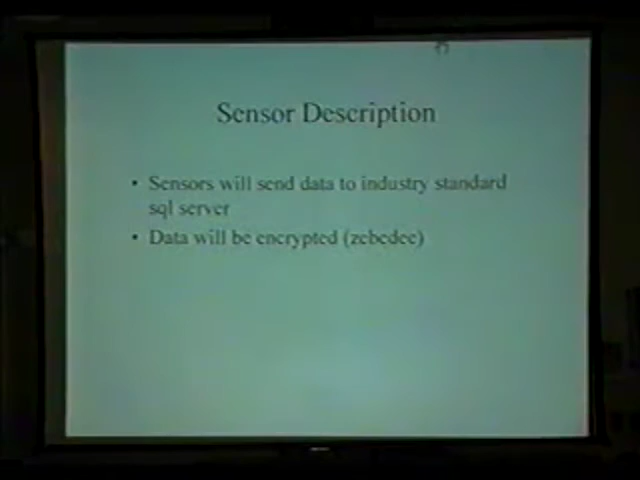 Sensor Description
• Sensors will send data to industry standard
sql server
• Data will be encrypted (zebedee)